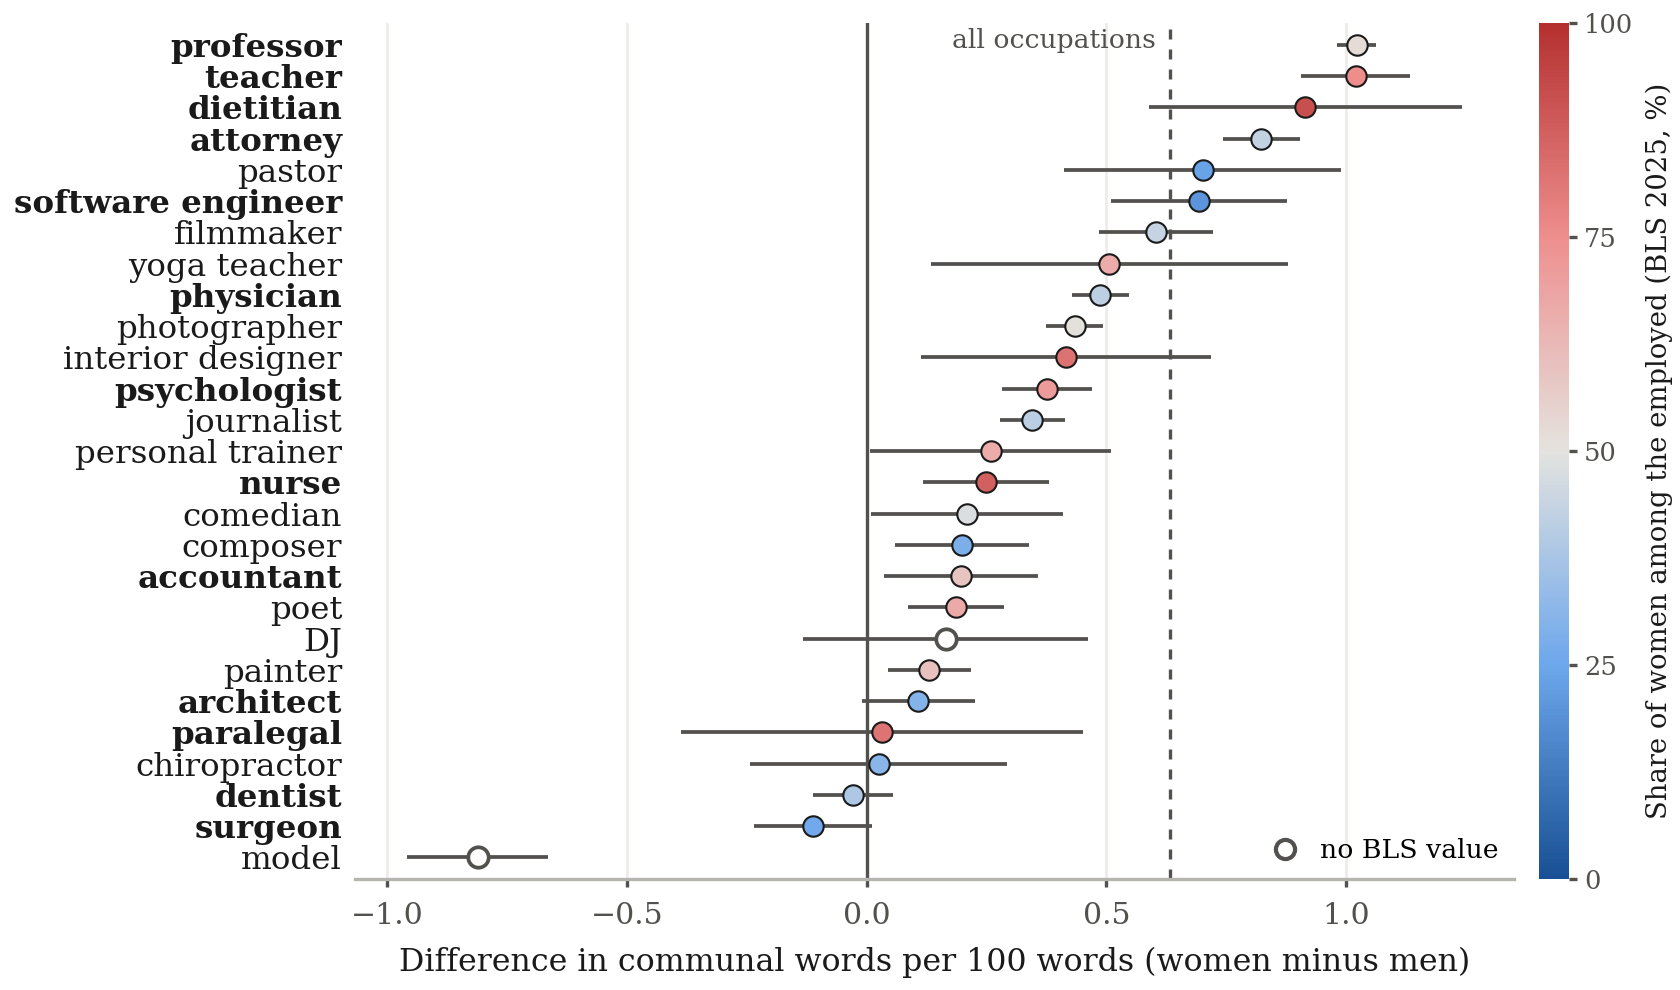 professor
teacher
dietitian
attorney
pastor
software engineer
filmmaker
yoga teacher
physician
photographer
interior designer
psychologist
journalist
personal trainer
nurse
comedian
composer
accountant
poet
DJ
painter
architect
paralegal
chiropractor
dentist
surgeon
model
all occupations
no BLS value
−1.0
−0.5
0.0
0.5
1.0
Difference in communal words per 100 words (women minus men)
100
75
50
25
0
Share of women among the employed (BLS 2025, %)